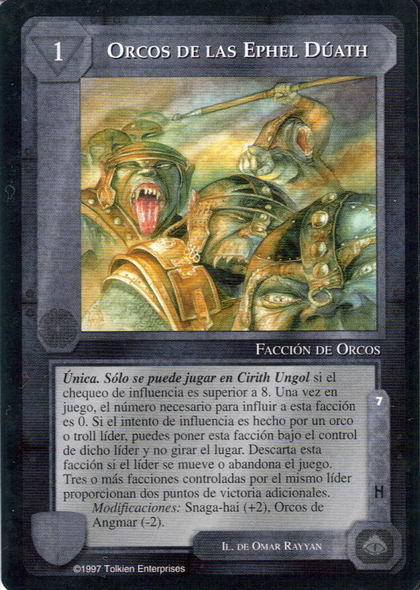 1
ORCOS DE LAS EPHEL DÚATH
FACCIÓN DE ORCOS
Única. Sólo se puede jugar en Cirith Ungol si el
chequeo de influencia es superior a 8. Una vez en
juego, el número necesario para influir a esta facción
es 0. Si el intento de influencia es hecho por un orco
o troll líder, puedes poner esta facción bajo el control
de dicho líder y no girar el lugar. Descarta esta
facción si el líder se mueve o abandona el juego.
Tres o más facciones controladas por el mismo líder
proporcionan dos puntos de victoria adicionales.
Modificaciones: Snaga-hai (+2), Orcos de
Angmar (-2).
7
H
IL. DE OMAR RAYYAN
©1997 Tolkien Enterprises